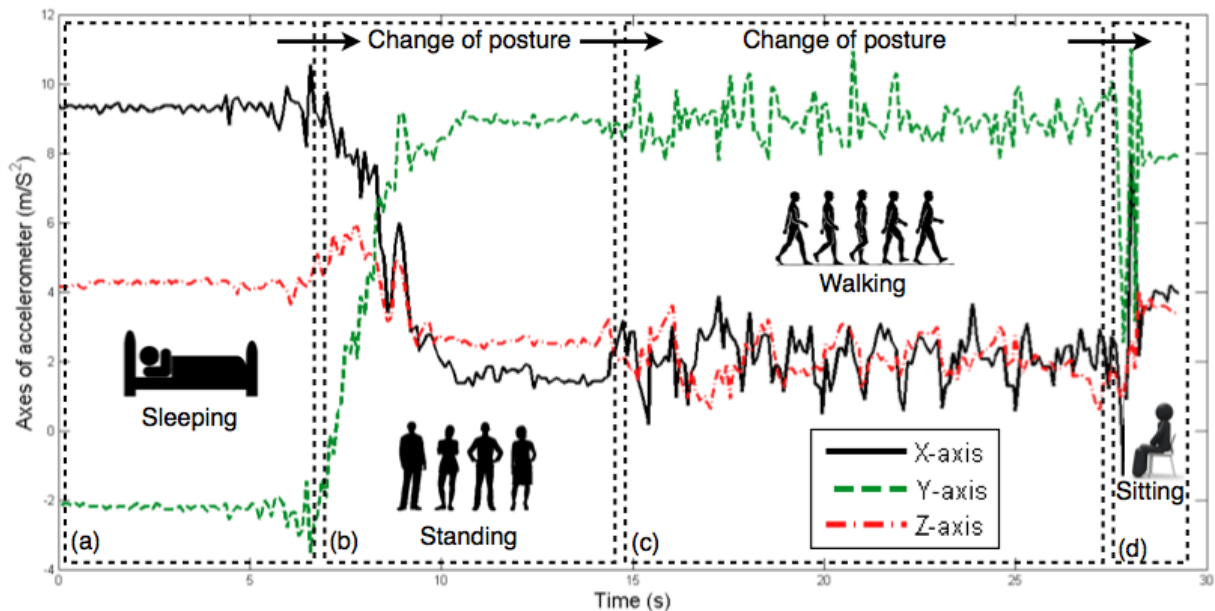 Change of posture
Change of posture
12
10
8
6
4
2
0
-2
-4
Axes of accelerometer (m/S²)
Sleeping
Standing
Walking
Sitting
X-axis
Y-axis
Z-axis
(a)
(b)
(c)
(d)
0
5
10
15
20
25
30
Time (s)